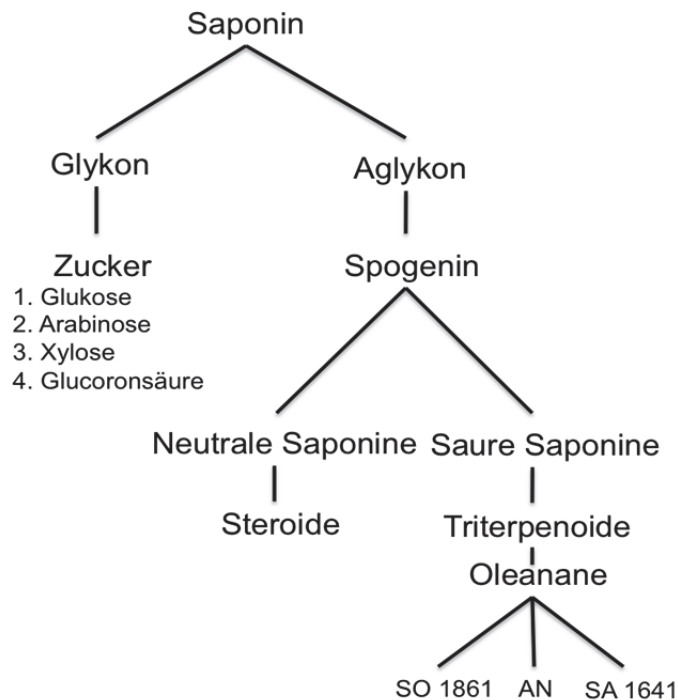 Saponin
Glykon
Aglykon
Zucker
Spogenin
1. Glukose
2. Arabinose
3. Xylose
4. Glucoronsäure
Neutrale Saponine
Saure Saponine
Steroide
Triterpenoide
Oleanane
SO 1861
AN
SA 1641